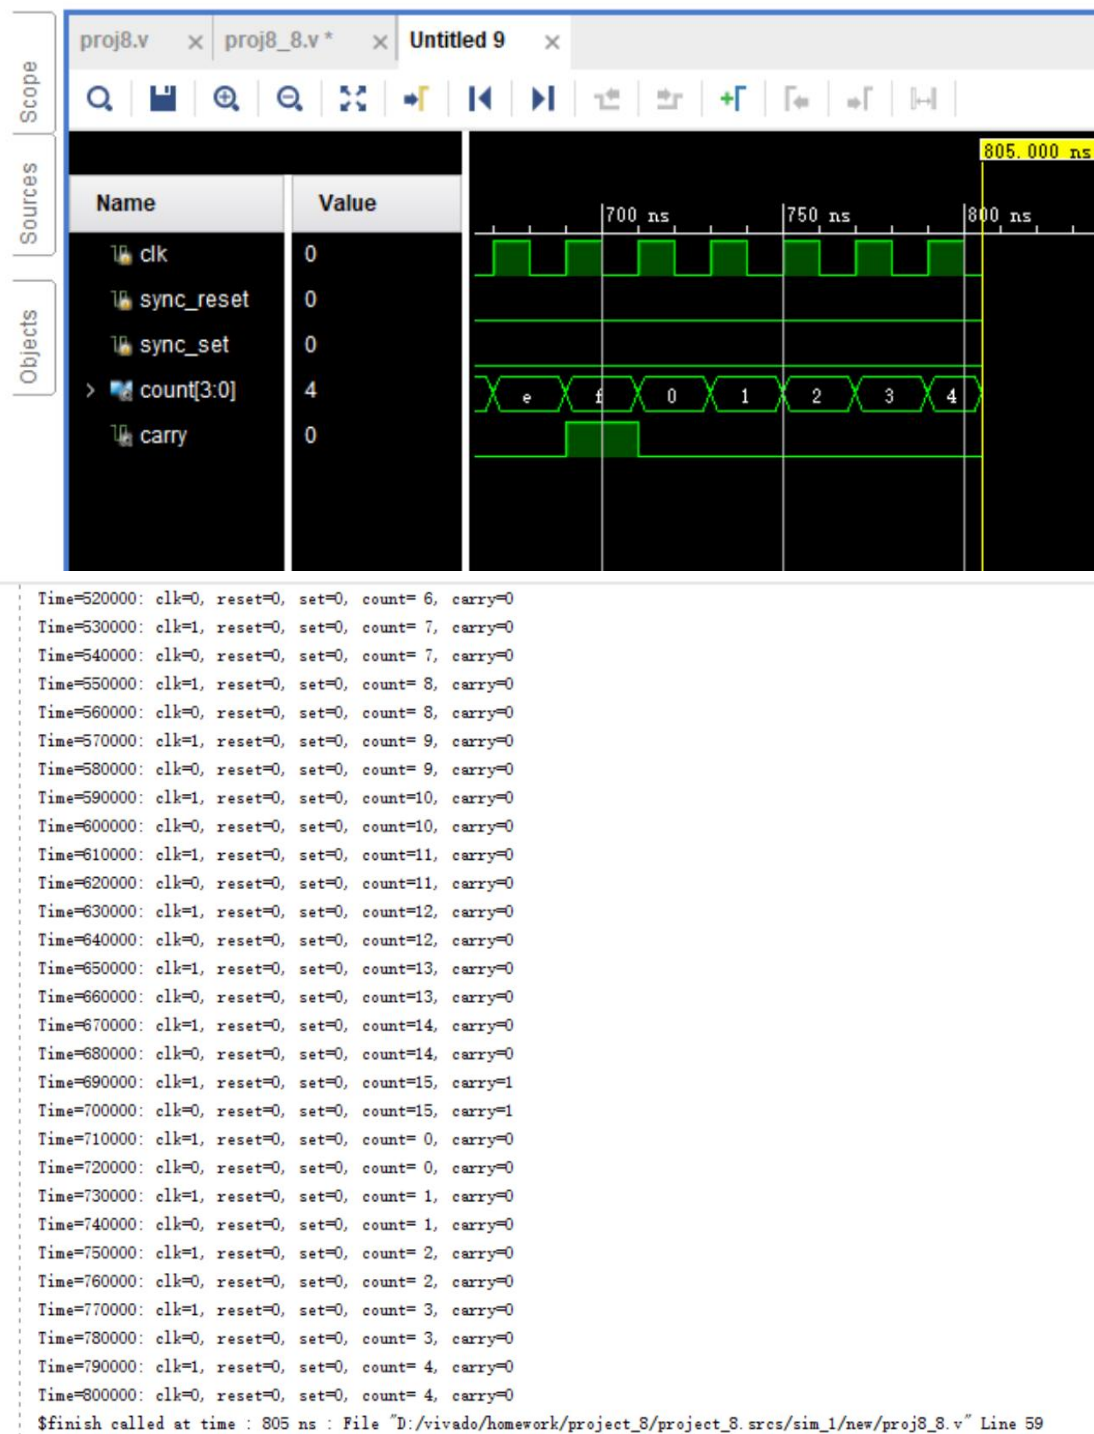 proj8.v × proj8_8.v * × Untitled 9 ×
Scope
Sources
Objects
805.000 ns
Name Value
700 ns 750 ns 800 ns
clk 0
sync_reset 0
sync_set 0
> count[3:0] 4 e f 0 1 2 3 4
carry 0
Time=520000: clk=0, reset=0, set=0, count= 6, carry=0
Time=530000: clk=1, reset=0, set=0, count= 7, carry=0
Time=540000: clk=0, reset=0, set=0, count= 7, carry=0
Time=550000: clk=1, reset=0, set=0, count= 8, carry=0
Time=560000: clk=0, reset=0, set=0, count= 8, carry=0
Time=570000: clk=1, reset=0, set=0, count= 9, carry=0
Time=580000: clk=0, reset=0, set=0, count= 9, carry=0
Time=590000: clk=1, reset=0, set=0, count=10, carry=0
Time=600000: clk=0, reset=0, set=0, count=10, carry=0
Time=610000: clk=1, reset=0, set=0, count=11, carry=0
Time=620000: clk=0, reset=0, set=0, count=11, carry=0
Time=630000: clk=1, reset=0, set=0, count=12, carry=0
Time=640000: clk=0, reset=0, set=0, count=12, carry=0
Time=650000: clk=1, reset=0, set=0, count=13, carry=0
Time=660000: clk=0, reset=0, set=0, count=13, carry=0
Time=670000: clk=1, reset=0, set=0, count=14, carry=0
Time=680000: clk=0, reset=0, set=0, count=14, carry=0
Time=690000: clk=1, reset=0, set=0, count=15, carry=1
Time=700000: clk=0, reset=0, set=0, count=15, carry=1
Time=710000: clk=1, reset=0, set=0, count= 0, carry=0
Time=720000: clk=0, reset=0, set=0, count= 0, carry=0
Time=730000: clk=1, reset=0, set=0, count= 1, carry=0
Time=740000: clk=0, reset=0, set=0, count= 1, carry=0
Time=750000: clk=1, reset=0, set=0, count= 2, carry=0
Time=760000: clk=0, reset=0, set=0, count= 2, carry=0
Time=770000: clk=1, reset=0, set=0, count= 3, carry=0
Time=780000: clk=0, reset=0, set=0, count= 3, carry=0
Time=790000: clk=1, reset=0, set=0, count= 4, carry=0
Time=800000: clk=0, reset=0, set=0, count= 4, carry=0
$finish called at time : 805 ns : File "D:/vivado/homework/project_8/project_8.srcs/sim_1/new/proj8_8.v" Line 59